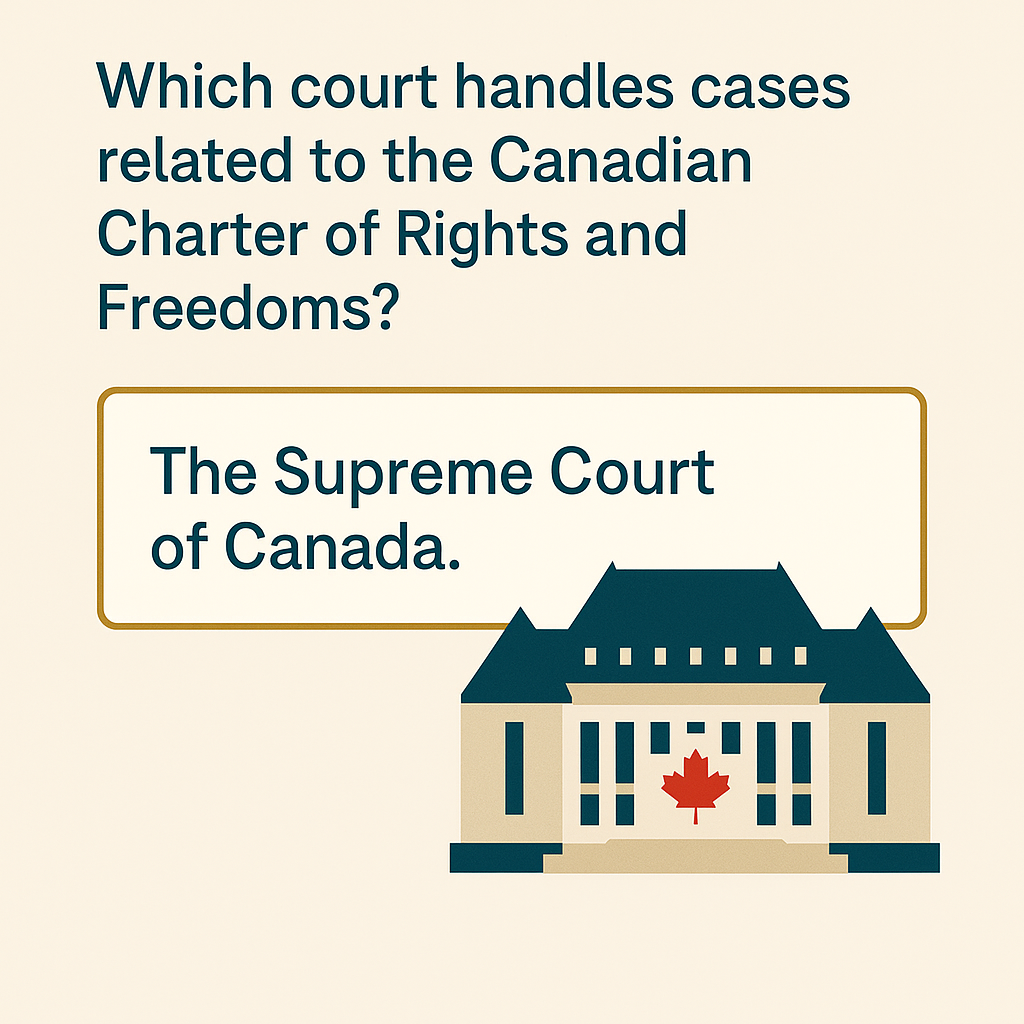 Which court handles cases
related to the Canadian
Charter of Rights and
Freedoms?
The Supreme Court
of Canada.